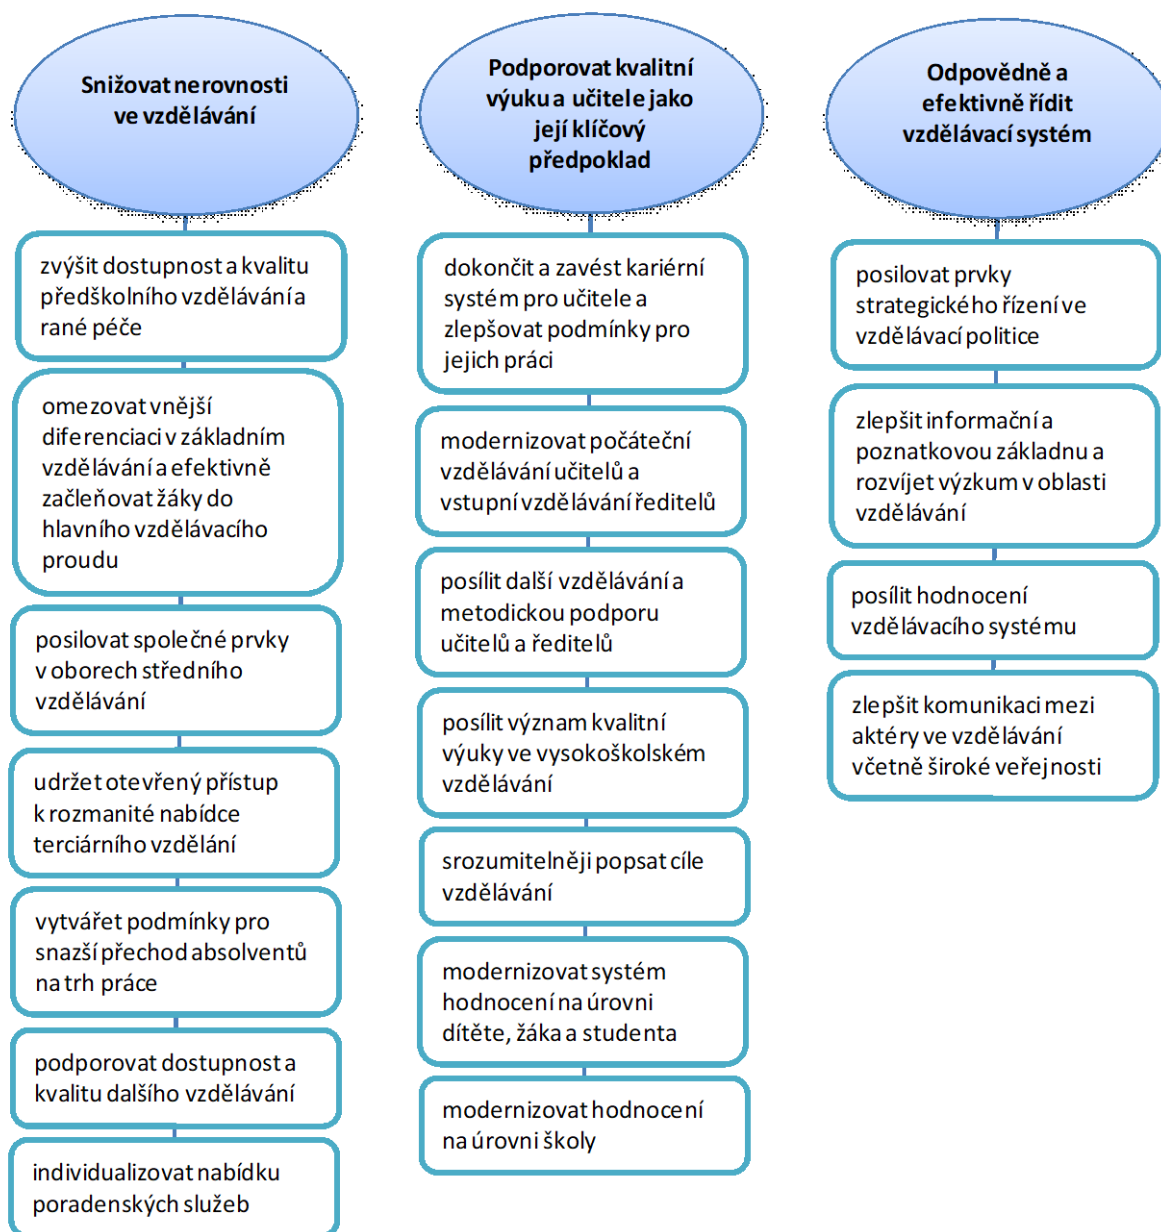 Snižovat nerovnosti
ve vzdělávání
zvýšit dostupnost a kvalitu
předškolního vzdělávání a
rané péče
omezovat vnější
diferenciaci v základním
vzdělávání a efektivně
začleňovat žáky do
hlavního vzdělávacího
proudu
posilovat společné prvky
v oborech středního
vzdělávání
udržet otevřený přístup
k rozmanité nabídce
terciárního vzdělání
vytvářet podmínky pro
snazší přechod absolventů
na trh práce
podporovat dostupnost a
kvalitu dalšího vzdělávání
individualizovat nabídku
poradenských služeb
Podporovat kvalitní
výuku a učitele jako
její klíčový
předpoklad
dokončit a zavést kariérní
systém pro učitele a
zlepšovat podmínky pro
jejich práci
modernizovat počáteční
vzdělávání učitelů a
vstupní vzdělávání ředitelů
posílit další vzdělávání a
metodickou podporu
učitelů a ředitelů
posílit význam kvalitní
výuky ve vysokoškolském
vzdělávání
srozumitelněji popsat cíle
vzdělávání
modernizovat systém
hodnocení na úrovni
dítěte, žáka a studenta
modernizovat hodnocení
na úrovni školy
Odpovědně a
efektivně řídit
vzdělávací systém
posilovat prvky
strategického řízení ve
vzdělávací politice
zlepšit informační a
poznatkovou základnu a
rozvíjet výzkum v oblasti
vzdělávání
posílit hodnocení
vzdělávacího systému
zlepšit komunikaci mezi
aktéry ve vzdělávání
včetně široké veřejnosti